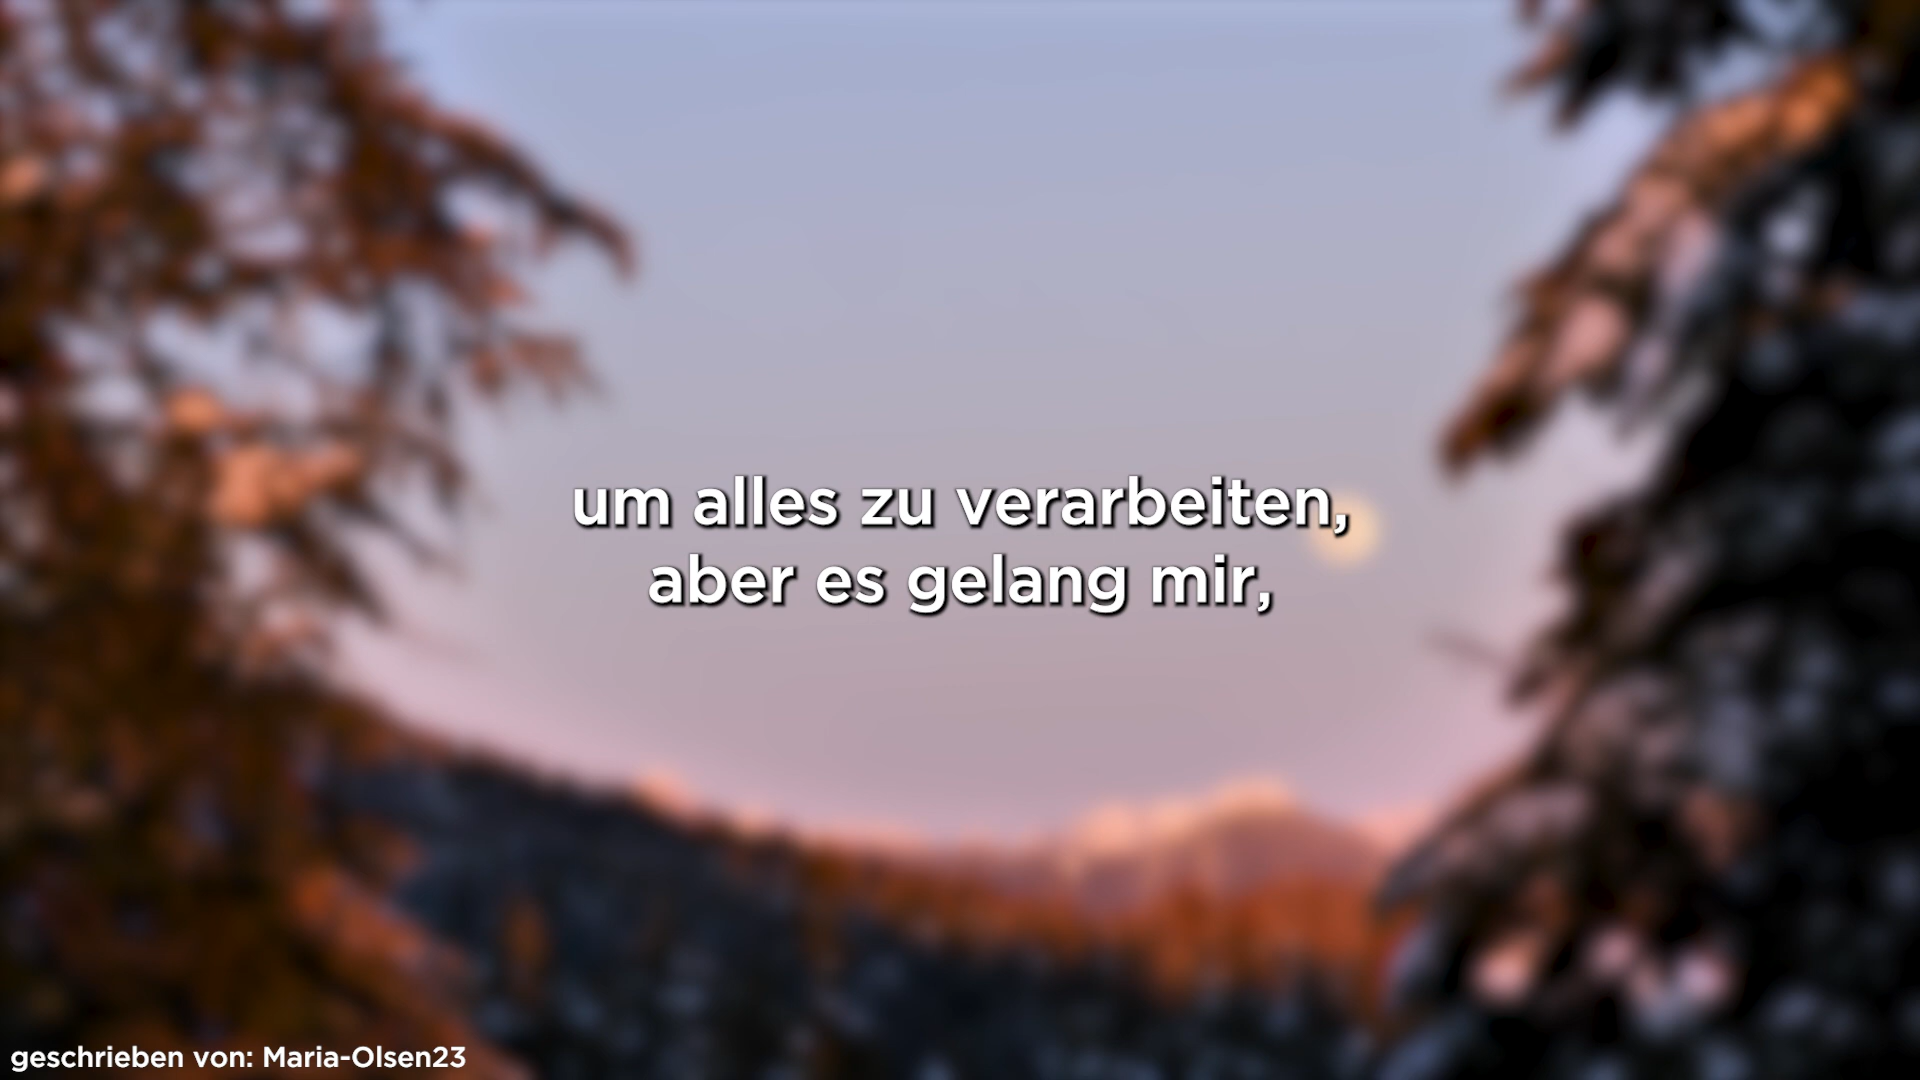 um alles zu verarbeiten,
aber es gelang mir,
geschrieben von: Maria-Olsen23